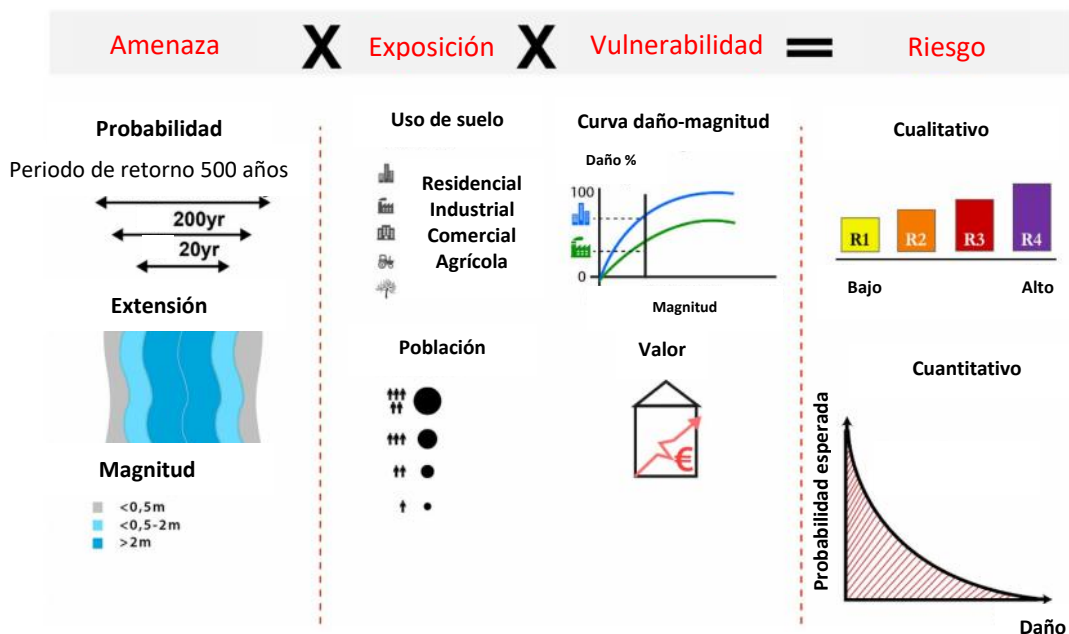 Amenaza X Exposición X Vulnerabilidad = Riesgo
Probabilidad
Periodo de retorno 500 años
200yr
20yr
Extensión
Magnitud
<0,5m
<0,5-2m
>2m
Uso de suelo
Residencial
Industrial
Comercial
Agrícola
Población
Curva daño-magnitud
Daño %
100
0
Magnitud
Valor
€
Cualitativo
R1 R2 R3 R4
Bajo Alto
Cuantitativo
Probabilidad esperada
Daño